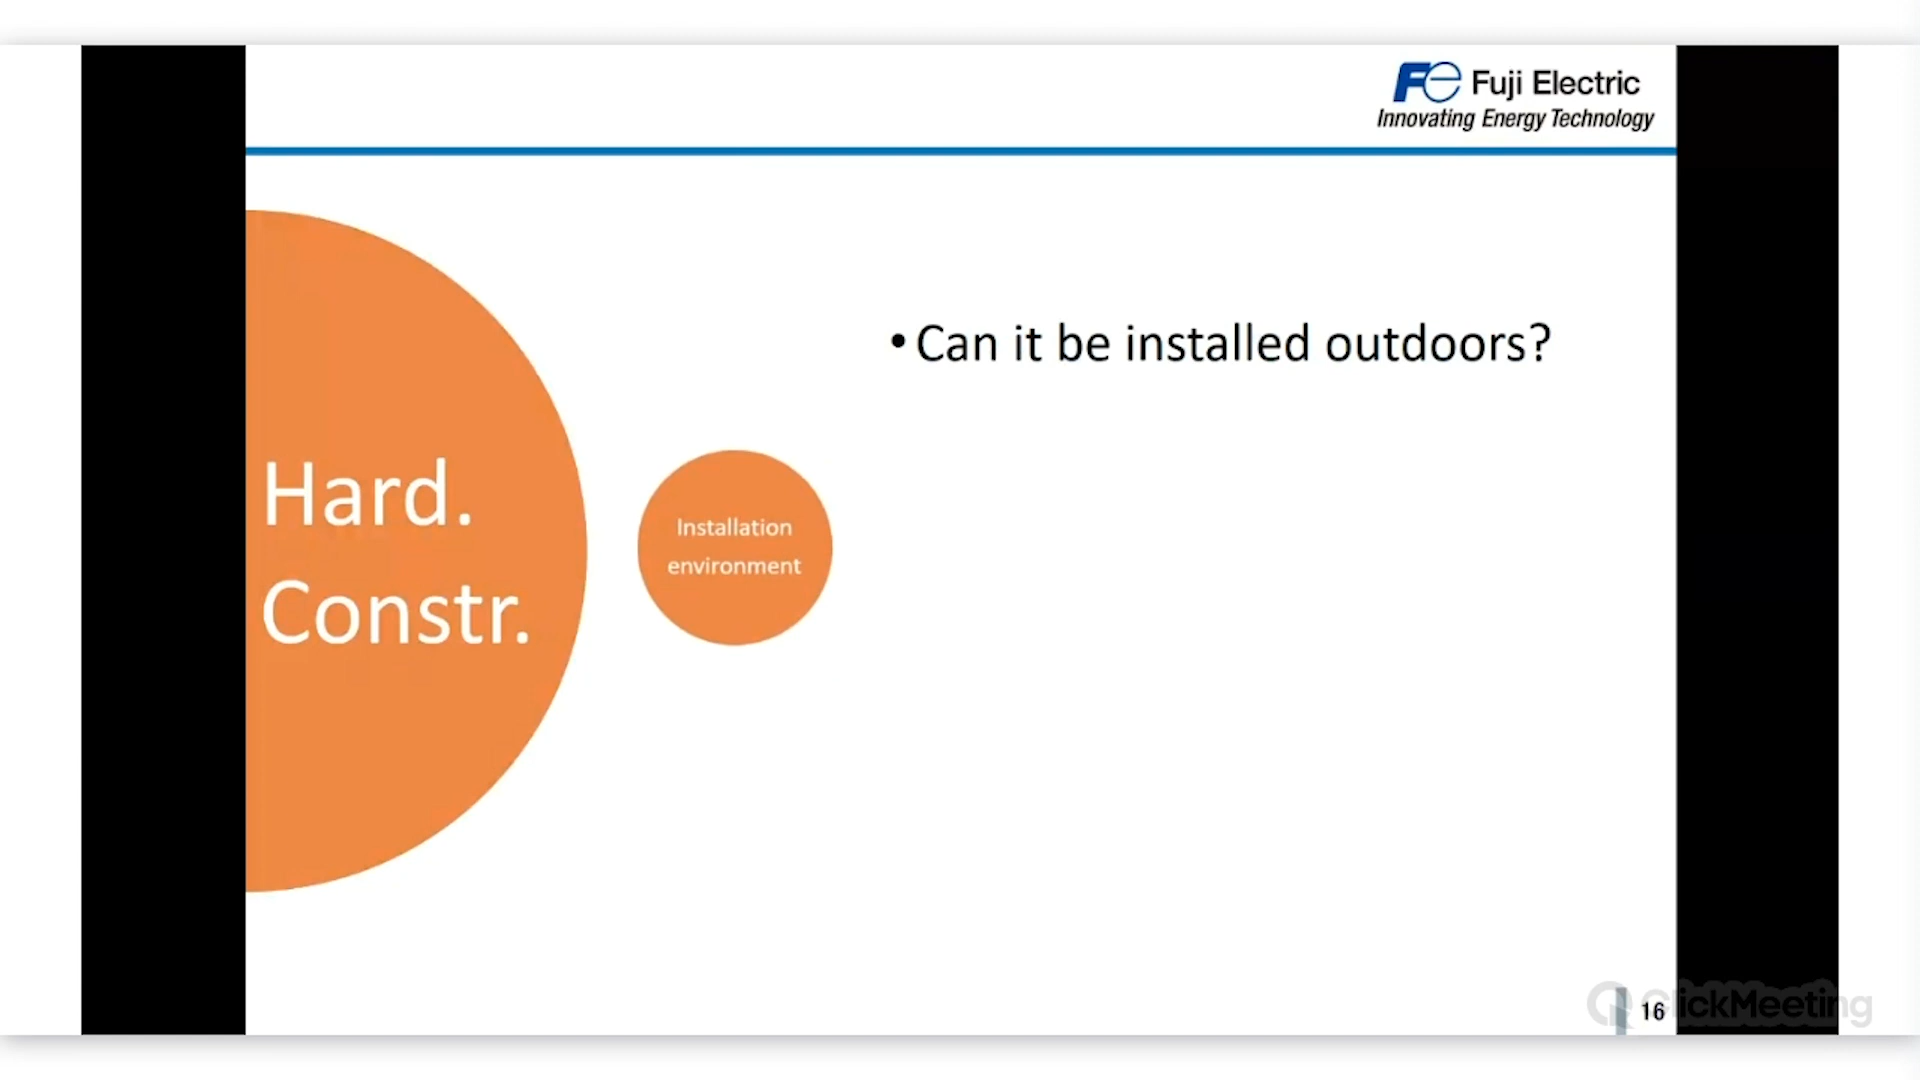 Fuji Electric
Innovating Energy Technology
• Can it be installed outdoors?
Hard.
Constr.
Installation
environment
16
ClickMeeting